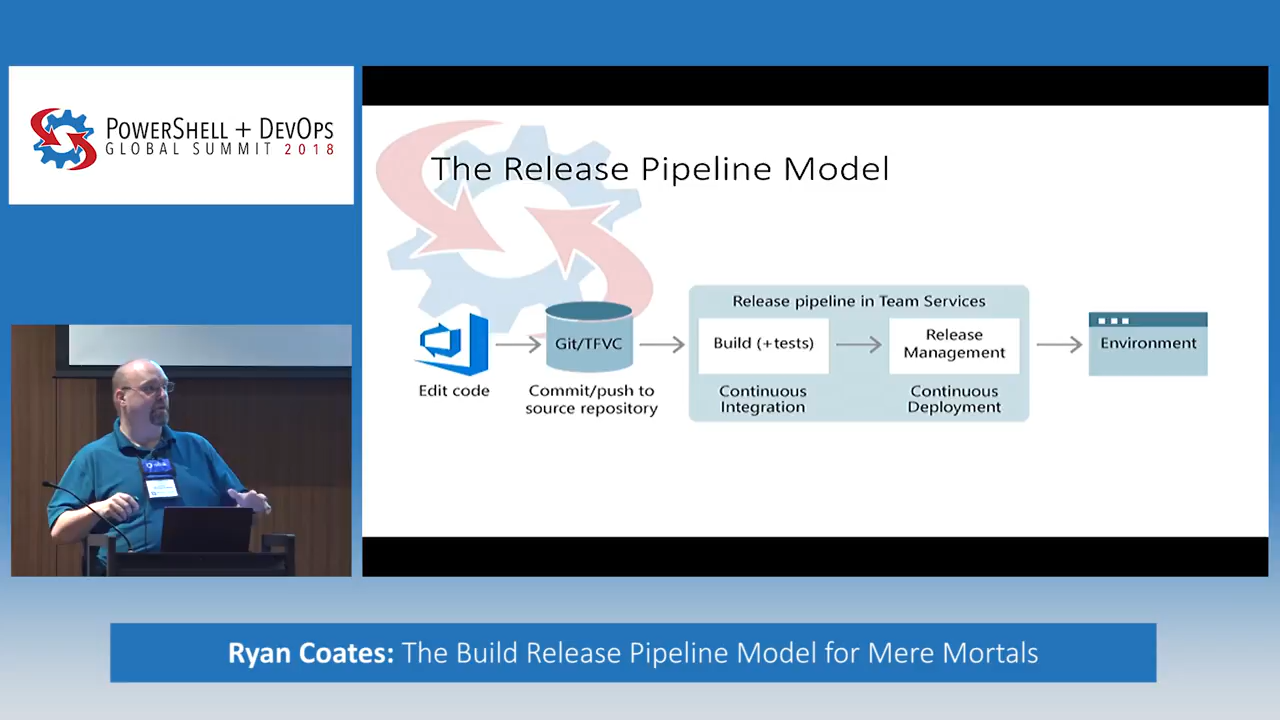 POWERSHELL + DEVOPS
GLOBAL SUMMIT 2018
The Release Pipeline Model
Release pipeline in Team Services
Git/TFVC
Build (+tests)
Release
Management
Environment
Edit code
Commit/push to
source repository
Continuous
Integration
Continuous
Deployment
Ryan Coates: The Build Release Pipeline Model for Mere Mortals